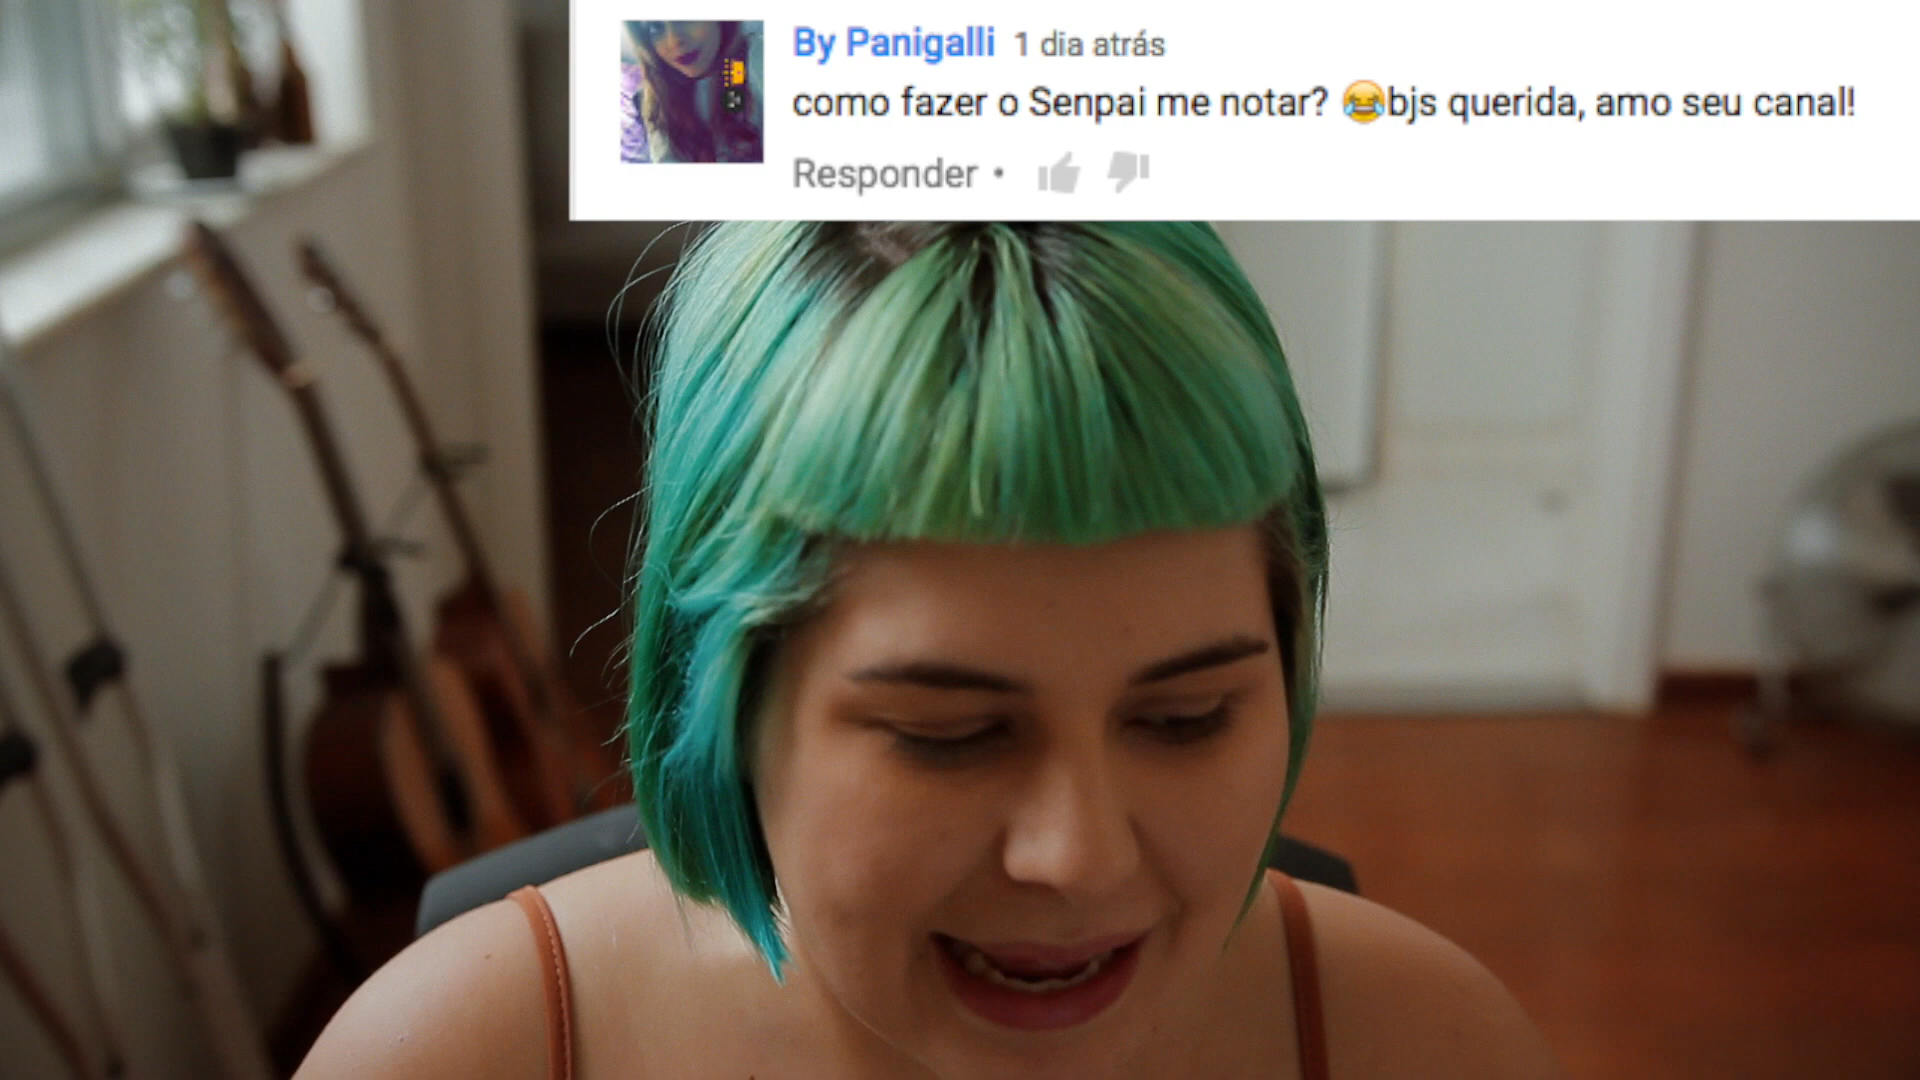 By Panigalli 1 dia atrás
como fazer o Senpai me notar? 😂bjs querida, amo seu canal!
Responder •